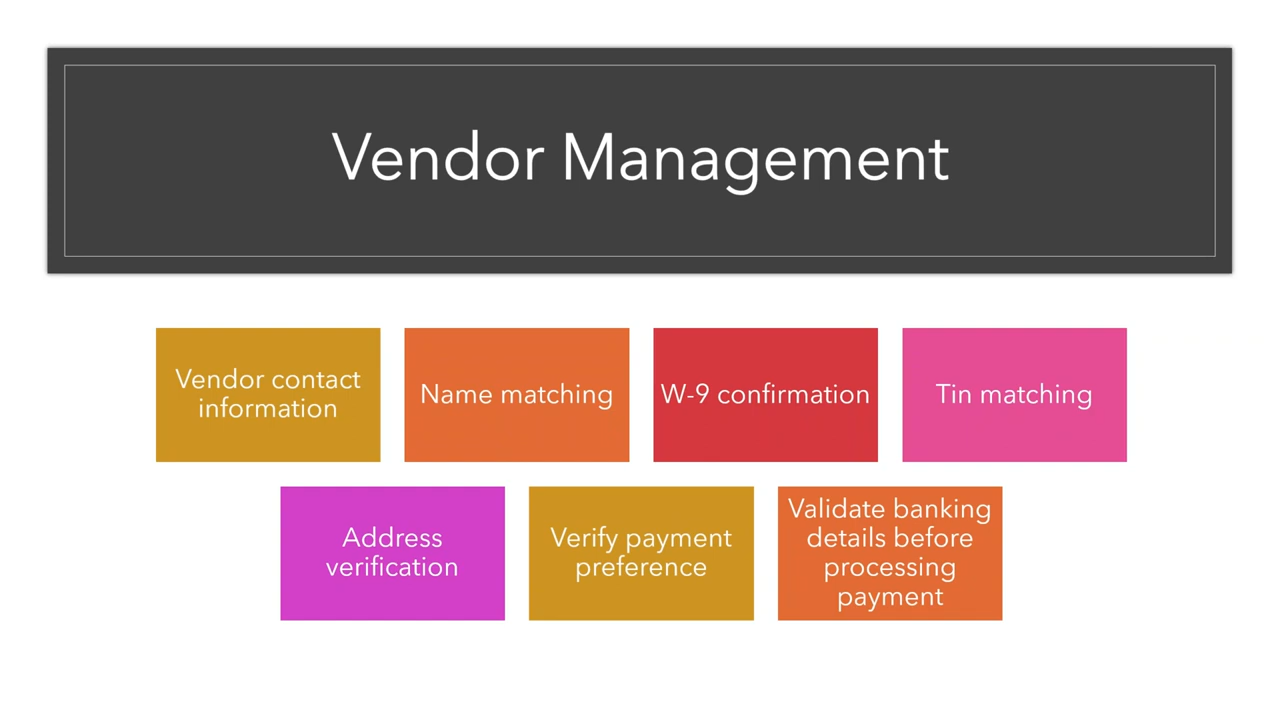 Vendor Management
Vendor contact
information
Name matching
W-9 confirmation
Tin matching
Address
verification
Verify payment
preference
Validate banking
details before
processing
payment